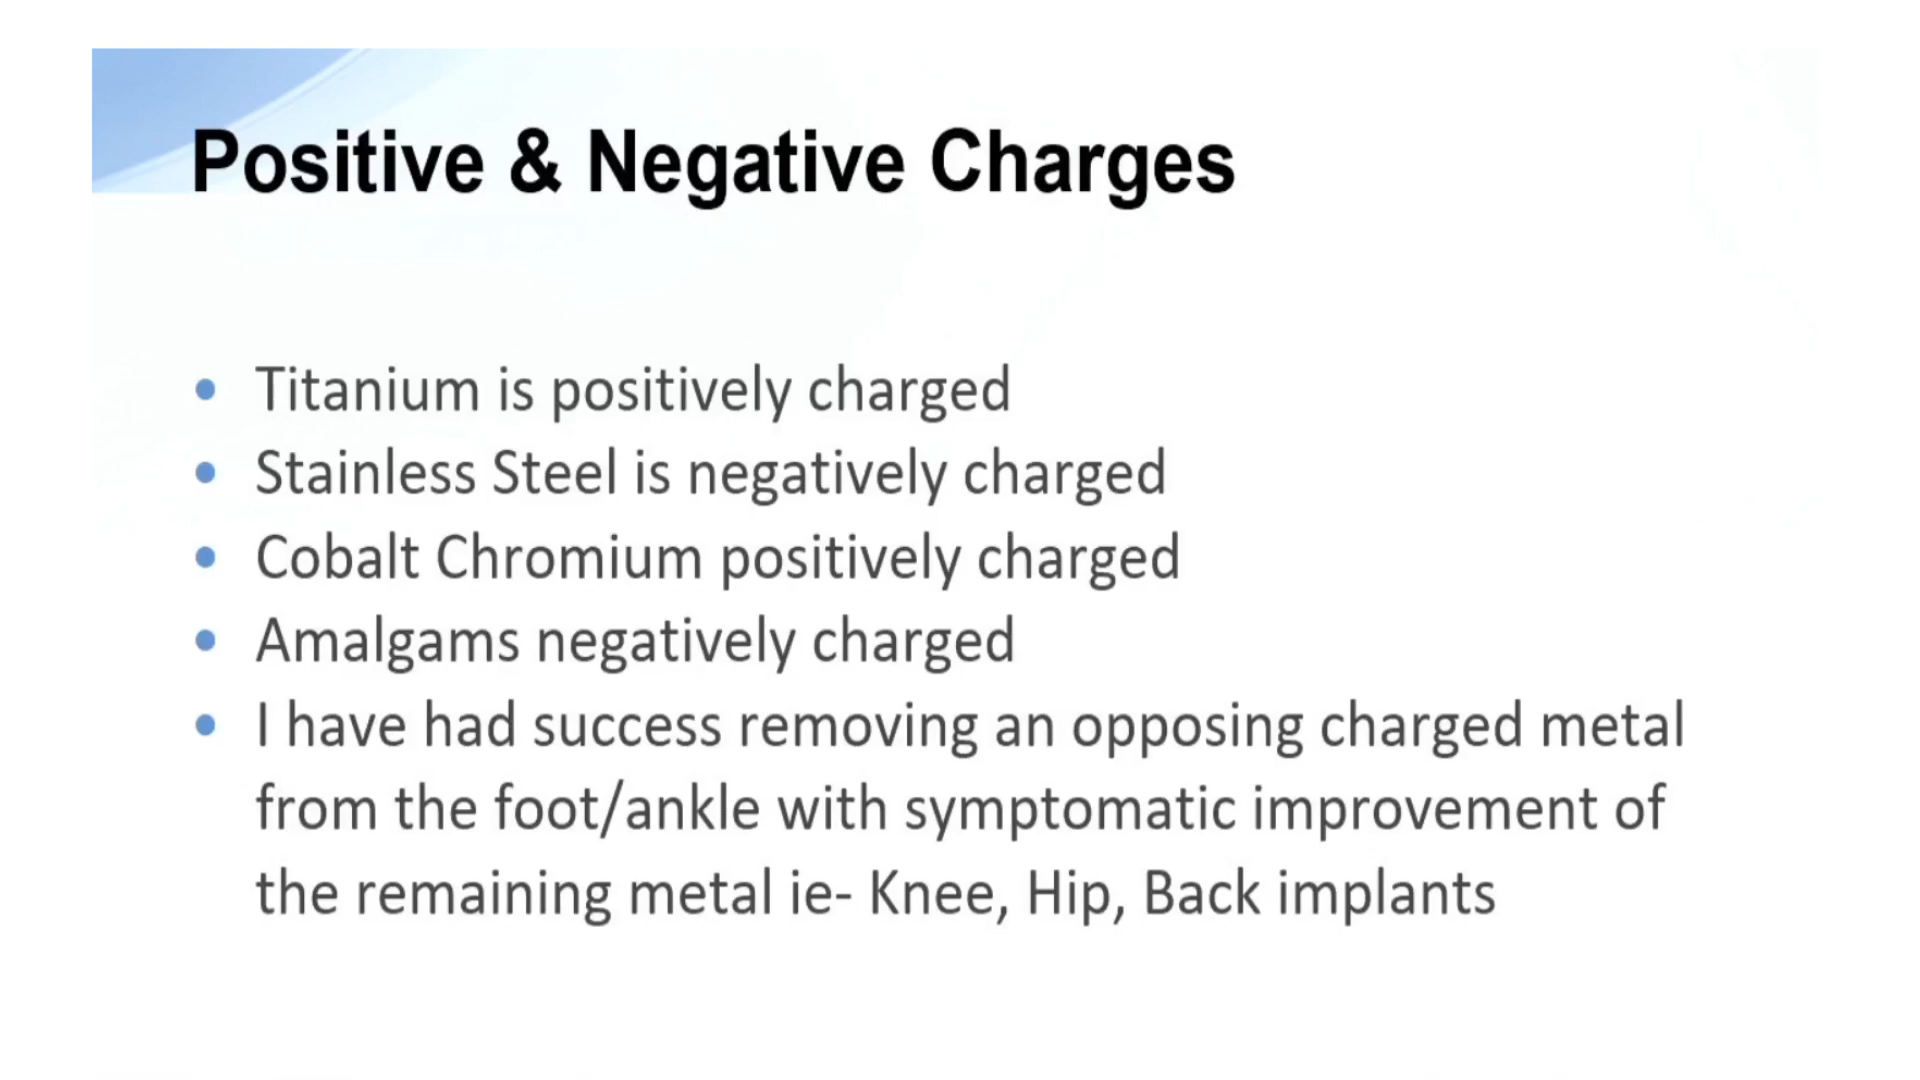 Positive & Negative Charges
• Titanium is positively charged
• Stainless Steel is negatively charged
• Cobalt Chromium positively charged
• Amalgams negatively charged
• I have had success removing an opposing charged metal
from the foot/ankle with symptomatic improvement of
the remaining metal ie- Knee, Hip, Back implants